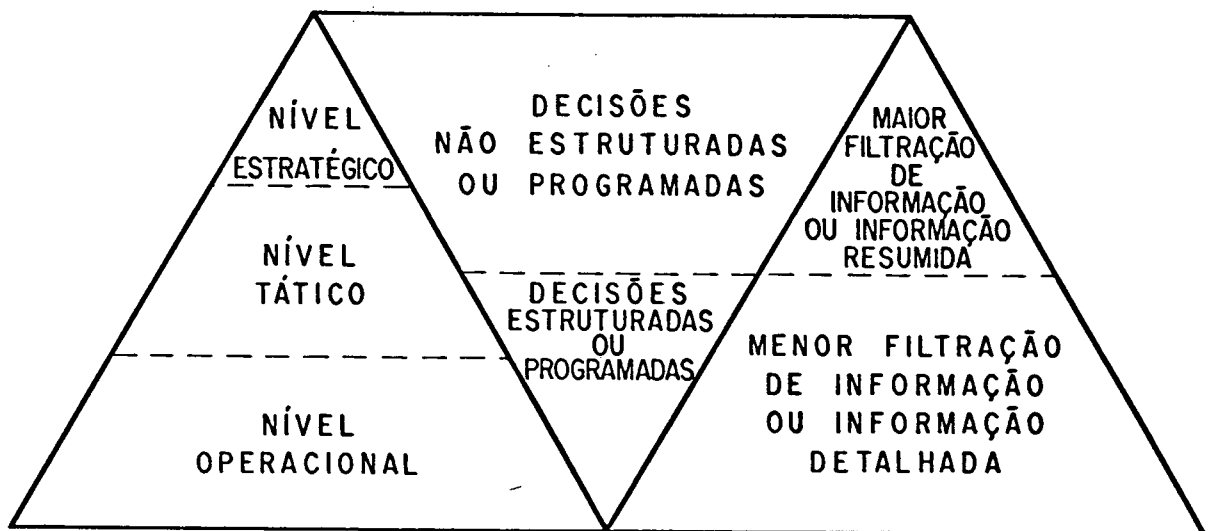 NÍVEL
ESTRATÉGICO
NÍVEL
TÁTICO
NÍVEL
OPERACIONAL
DECISÕES
NÃO ESTRUTURADAS
OU PROGRAMADAS
DECISÕES
ESTRUTURADAS
OU
PROGRAMADAS
MAIOR
FILTRAÇÃO
DE
INFORMAÇÃO
OU INFORMAÇÃO
RESUMIDA
MENOR FILTRAÇÃO
DE INFORMAÇÃO
OU INFORMAÇÃO
DETALHADA